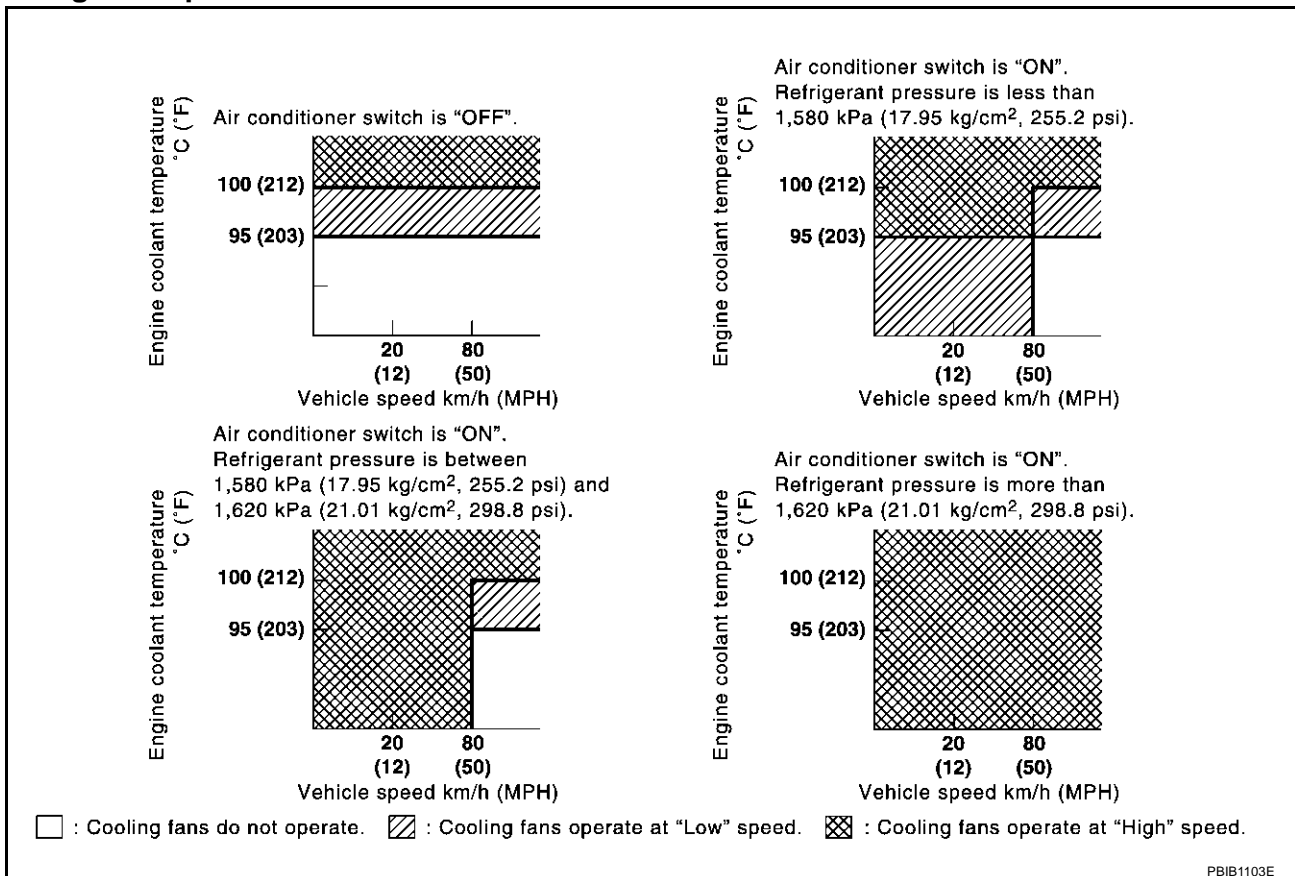 Air conditioner switch is “OFF”.
Engine coolant temperature
°C (°F)
100 (212)
95 (203)
20
(12)
80
(50)
Vehicle speed km/h (MPH)
Air conditioner switch is “ON”.
Refrigerant pressure is less than
1,580 kPa (17.95 kg/cm², 255.2 psi).
Engine coolant temperature
°C (°F)
100 (212)
95 (203)
20
(12)
80
(50)
Vehicle speed km/h (MPH)
Air conditioner switch is “ON”.
Refrigerant pressure is between
1,580 kPa (17.95 kg/cm², 255.2 psi) and
1,620 kPa (21.01 kg/cm², 298.8 psi).
Engine coolant temperature
°C (°F)
100 (212)
95 (203)
20
(12)
80
(50)
Vehicle speed km/h (MPH)
Air conditioner switch is “ON”.
Refrigerant pressure is more than
1,620 kPa (21.01 kg/cm², 298.8 psi).
Engine coolant temperature
°C (°F)
100 (212)
95 (203)
20
(12)
80
(50)
Vehicle speed km/h (MPH)
: Cooling fans do not operate. : Cooling fans operate at “Low” speed. : Cooling fans operate at “High” speed.
PBIB1103E